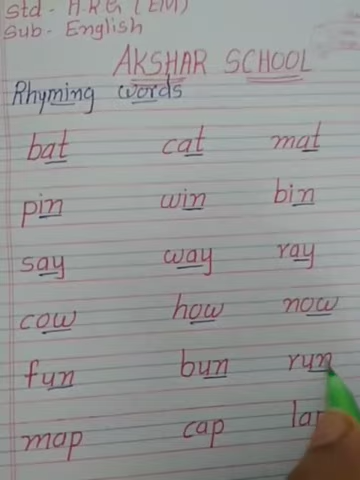 Std - H.KG (EM)
Sub - English
AKSHAR SCHOOL
Rhyming words
bat cat mat
pin win bin
say way ray
cow how now
fun bun run
map cap